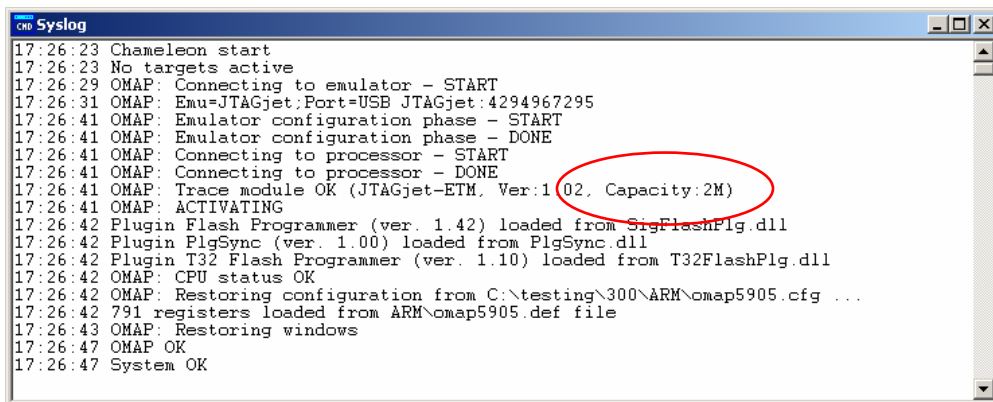 CMD Syslog
17:26:23 Chameleon start
17:26:23 No targets active
17:26:29 OMAP: Connecting to emulator - START
17:26:31 OMAP: Emu=JTAGjet;Port=USB JTAGjet:4294967295
17:26:41 OMAP: Emulator configuration phase - START
17:26:41 OMAP: Emulator configuration phase - DONE
17:26:41 OMAP: Connecting to processor - START
17:26:41 OMAP: Connecting to processor - DONE
17:26:41 OMAP: Trace module OK (JTAGjet-ETM, Ver:1.02, Capacity:2M)
17:26:41 OMAP: ACTIVATING
17:26:42 Plugin Flash Programmer (ver. 1.42) loaded from SigFlashPlg.dll
17:26:42 Plugin PlgSync (ver. 1.00) loaded from PlgSync.dll
17:26:42 Plugin T32 Flash Programmer (ver. 1.10) loaded from T32FlashPlg.dll
17:26:42 OMAP: CPU status OK
17:26:42 OMAP: Restoring configuration from C:\testing\300\ARM\omap5905.cfg ...
17:26:42 791 registers loaded from ARM\omap5905.def file
17:26:43 OMAP: Restoring windows
17:26:47 OMAP OK
17:26:47 System OK